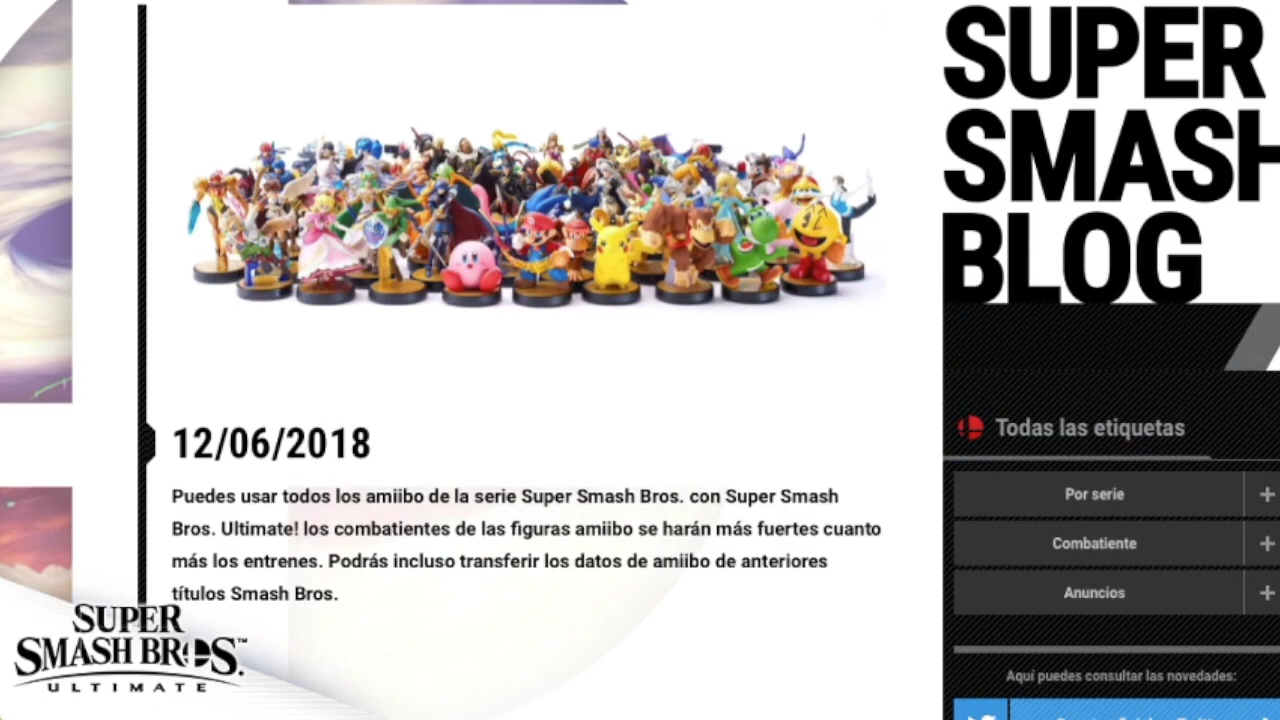 SUPER
SMASH
BLOG
12/06/2018
Puedes usar todos los amiibo de la serie Super Smash Bros. con Super Smash
Bros. Ultimate! los combatientes de las figuras amiibo se harán más fuertes cuanto
más los entrenes. Podrás incluso transferir los datos de amiibo de anteriores
títulos Smash Bros.
Todas las etiquetas
Por serie +
Combatiente +
Anuncios +
Aquí puedes consultar las novedades:
SUPER
SMASH BROS.™
ULTIMATE